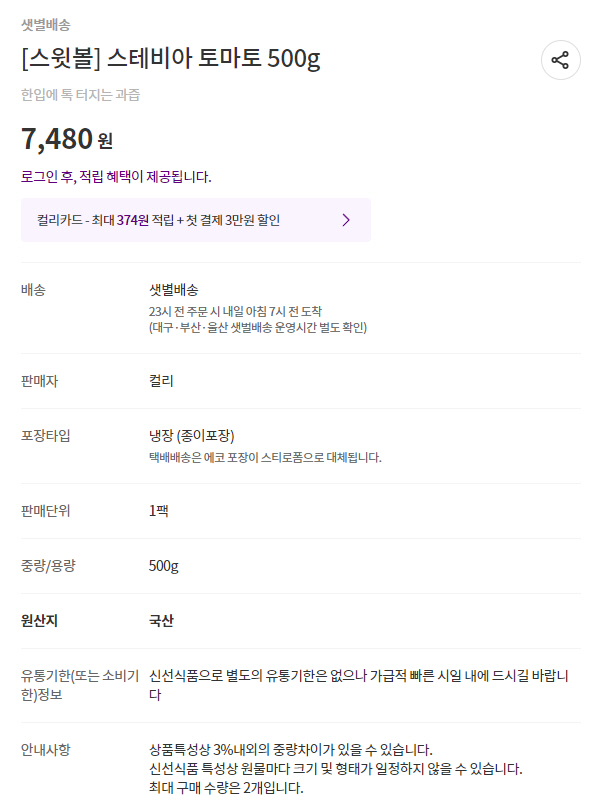 샛별배송
[스윗볼] 스테비아 토마토 500g
한입에 톡 터지는 과즙
7,480 원
로그인 후, 적립 혜택이 제공됩니다.
컬리카드 - 최대 374원 적립 + 첫 결제 3만원 할인
배송
샛별배송
23시 전 주문 시 내일 아침 7시 전 도착
(대구·부산·울산 샛별배송 운영시간 별도 확인)
판매자
컬리
포장타입
냉장 (종이포장)
택배배송은 에코 포장이 스티로폼으로 대체됩니다.
판매단위
1팩
중량/용량
500g
원산지
국산
유통기한(또는 소비기
한)정보
신선식품으로 별도의 유통기한은 없으나 가급적 빠른 시일 내에 드시길 바랍니
다
안내사항
상품특성상 3%내외의 중량차이가 있을 수 있습니다.
신선식품 특성상 원물마다 크기 및 형태가 일정하지 않을 수 있습니다.
최대 구매 수량은 2개입니다.